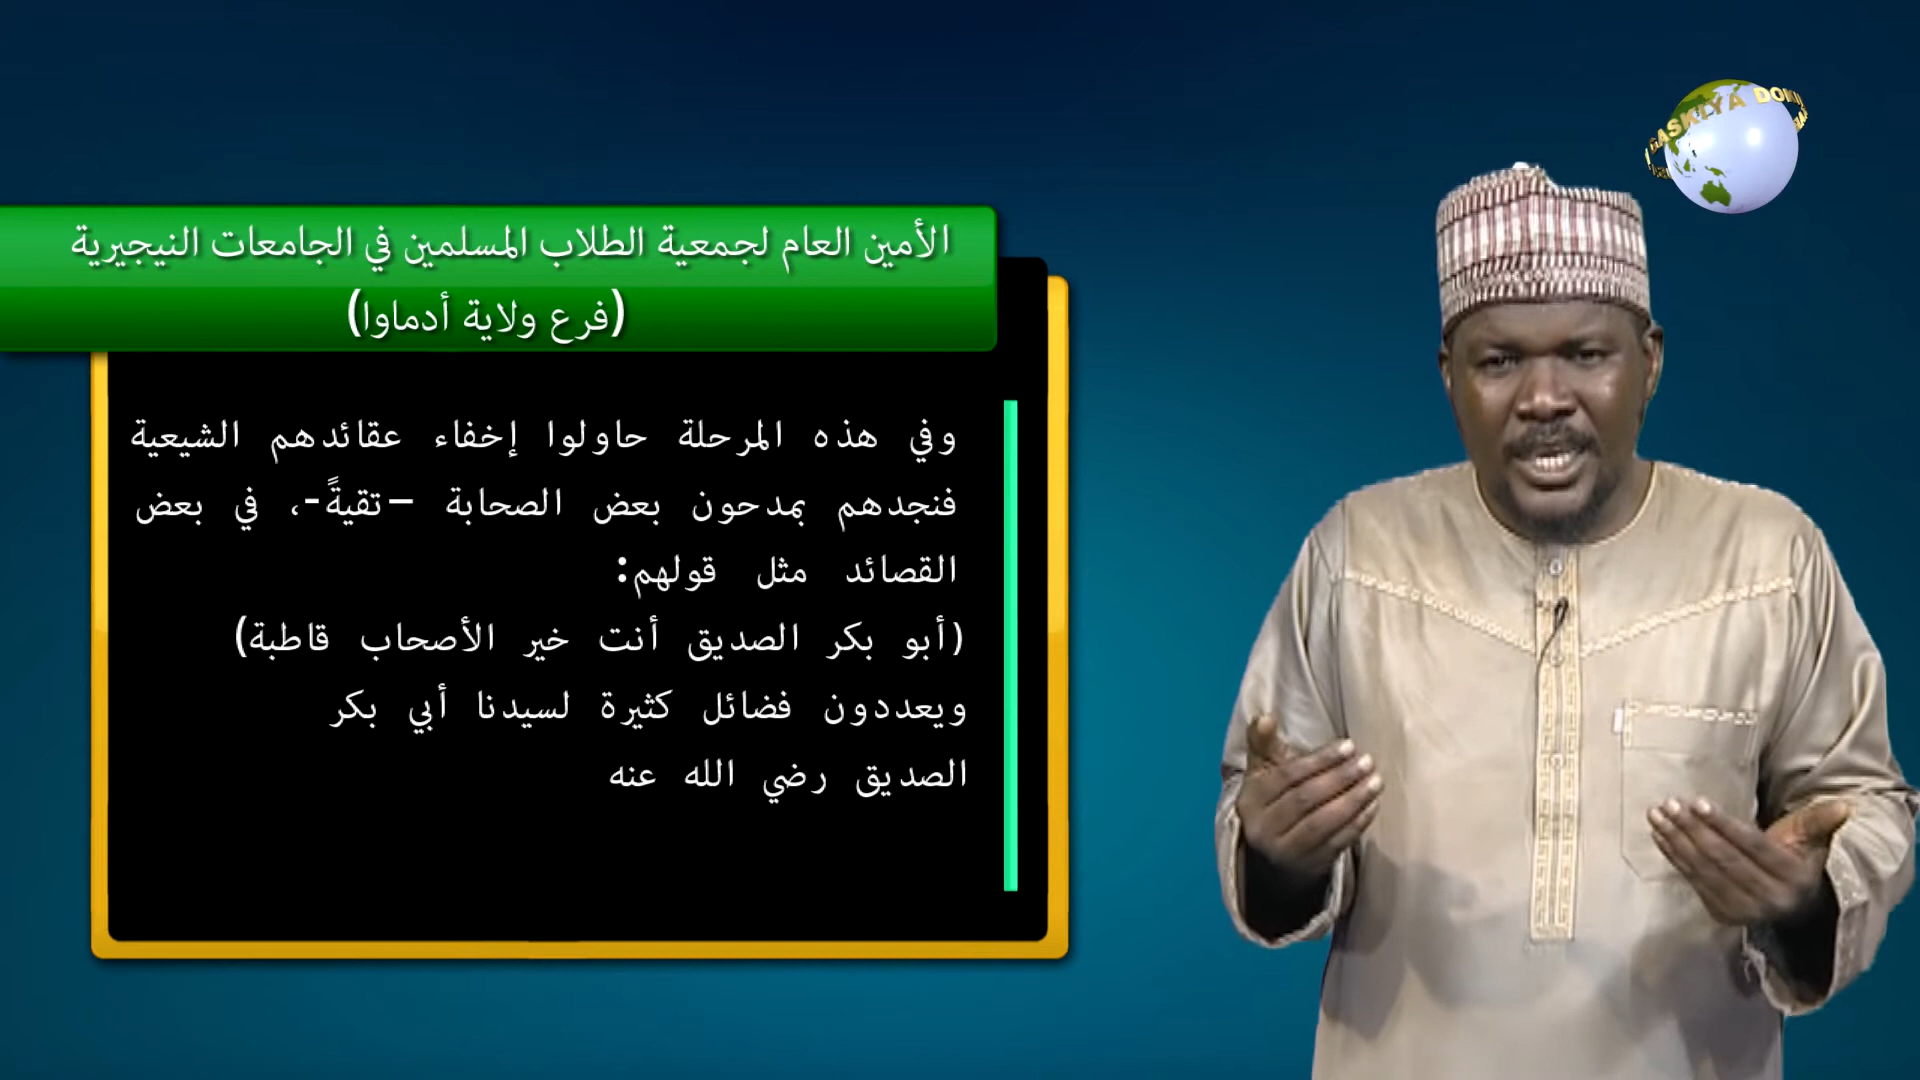 الأمين العام لجمعية الطلاب المسلمين في الجامعات النيجيرية
(فرع ولاية أدماوا)
وفي هذه المرحلة حاولوا إخفاء عقائدهم الشيعية
فنجدهم يمدحون بعض الصحابة –تقيةً-، في بعض
القصائد مثل قولهم:
(أبو بكر الصديق أنت خير الأصحاب قاطبة)
ويعددون فضائل كثيرة لسيدنا أبي بكر
الصديق رضي الله عنه
GASKIYA